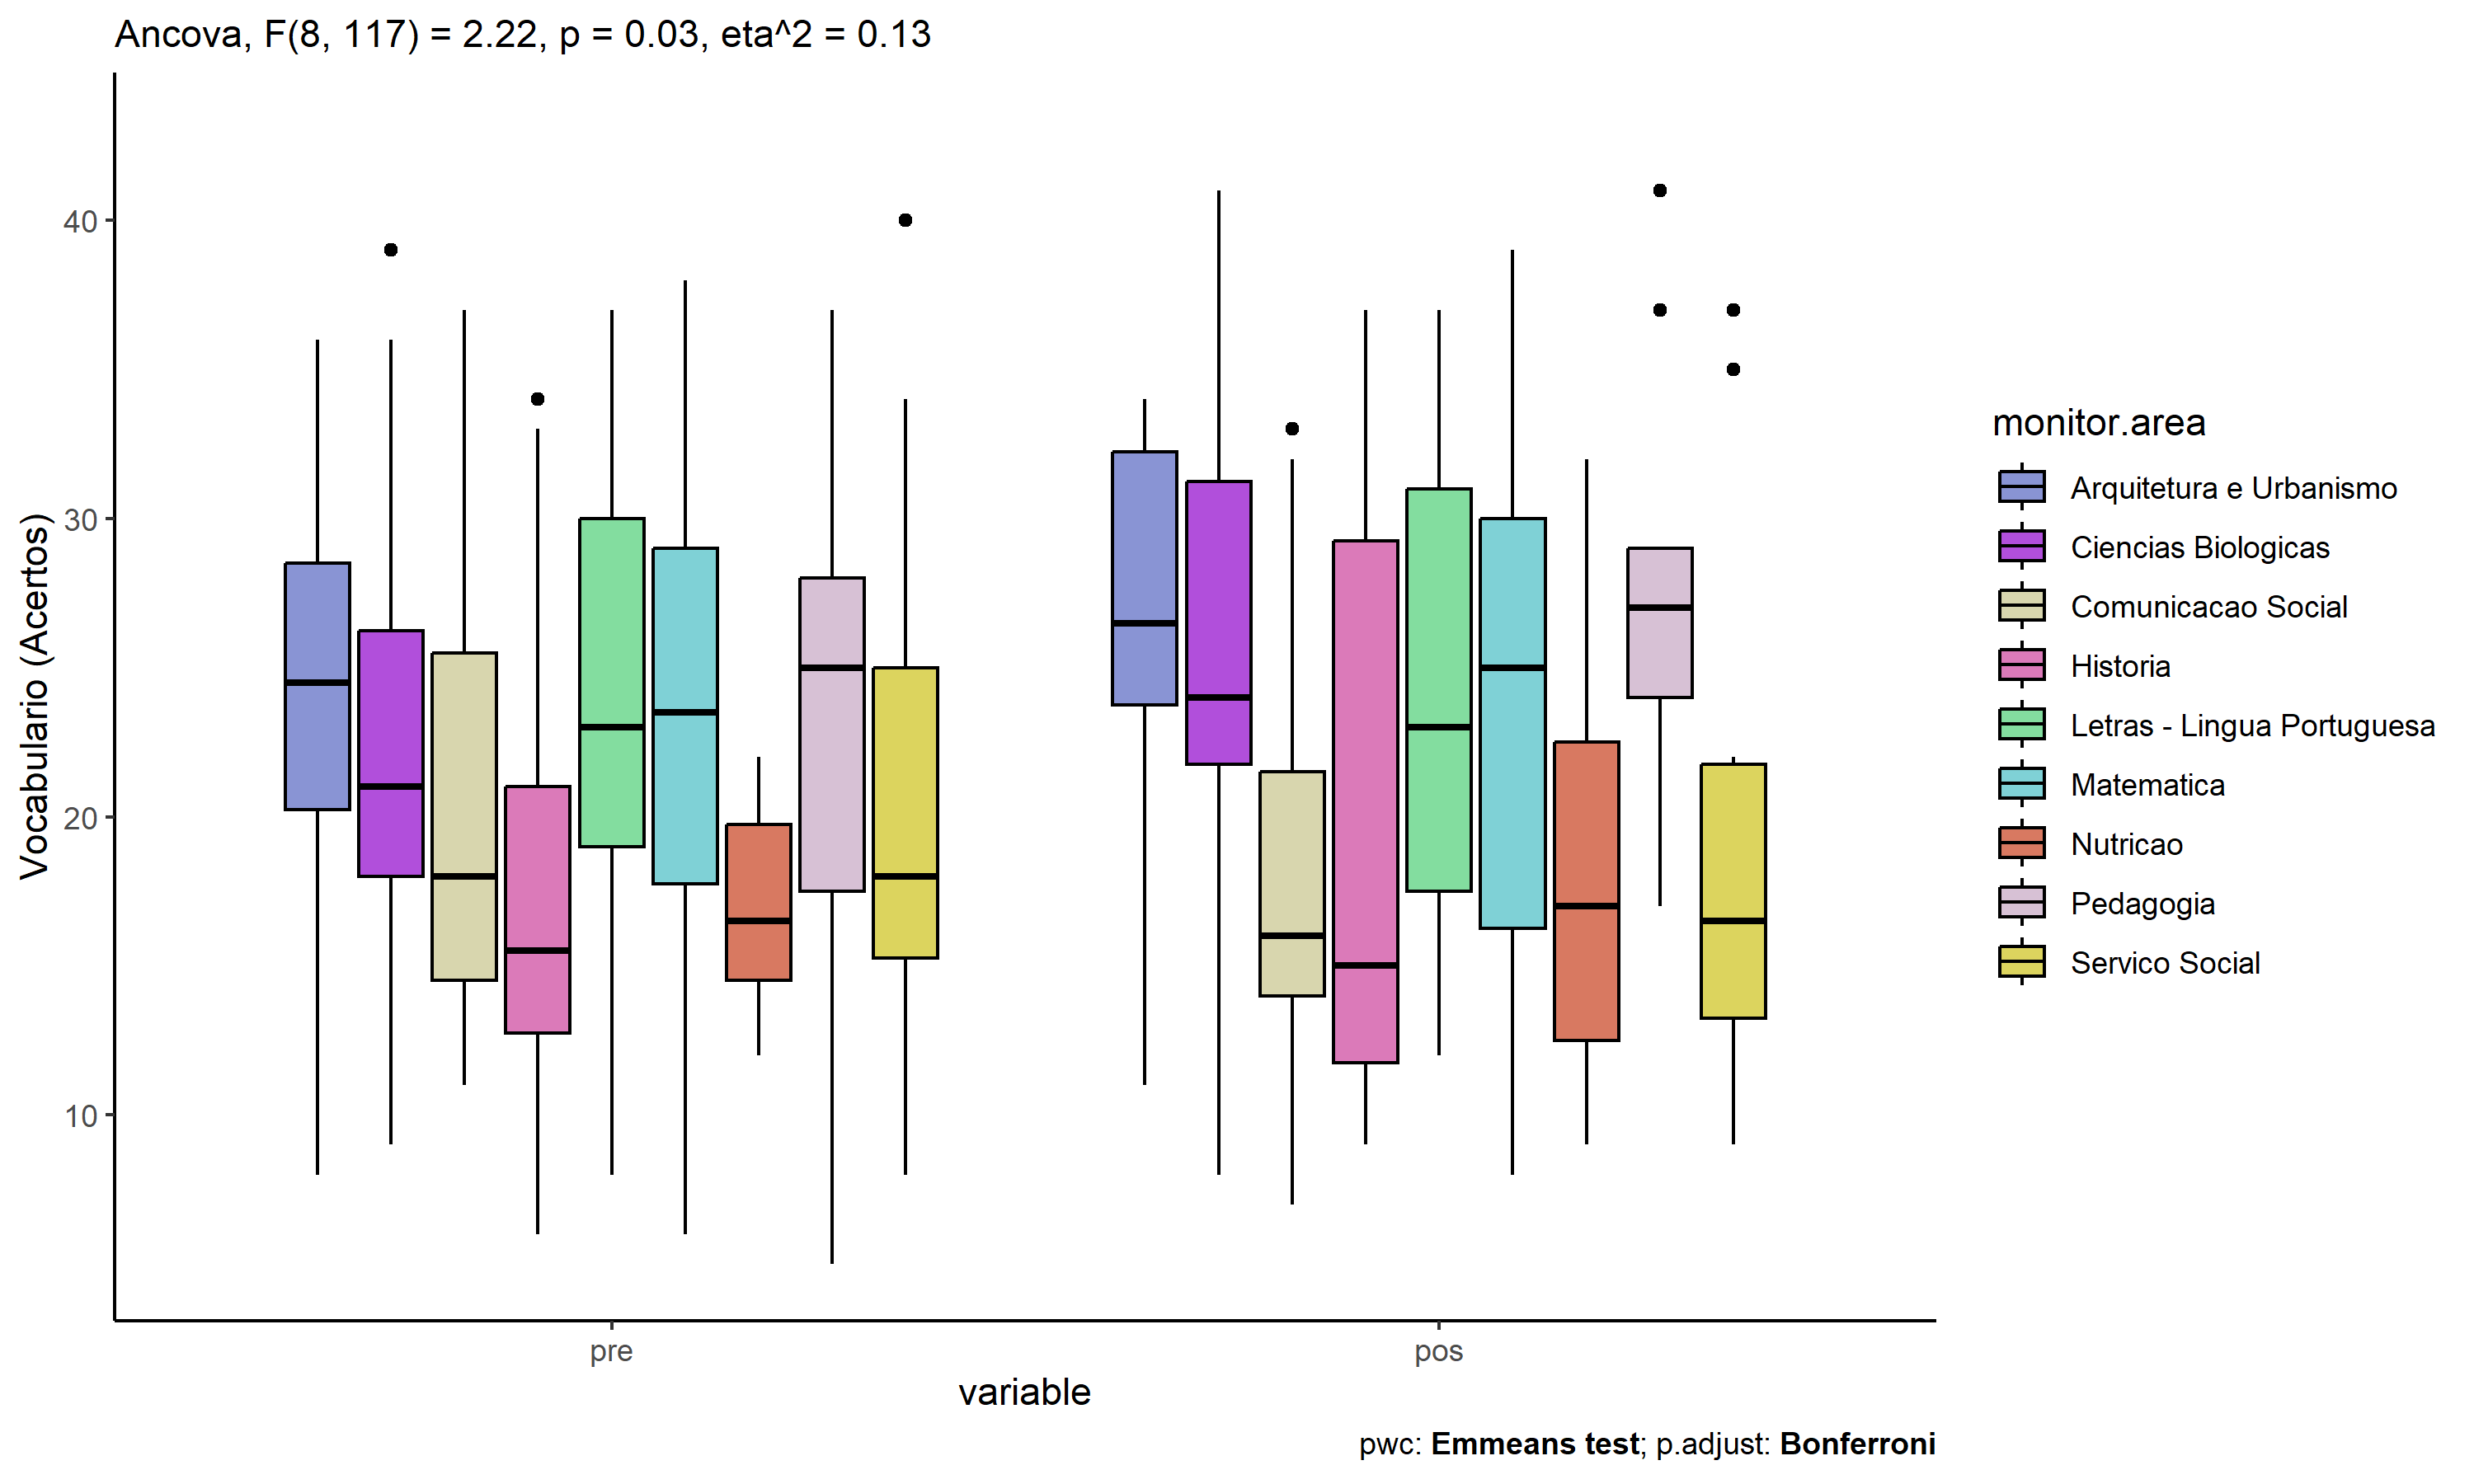 Ancova, F(8, 117) = 2.22, p = 0.03, eta^2 = 0.13
Vocabulario (Acertos)
40
30
20
10
pre
pos
variable
monitor.area
Arquitetura e Urbanismo
Ciencias Biologicas
Comunicacao Social
Historia
Letras - Lingua Portuguesa
Matematica
Nutricao
Pedagogia
Servico Social
pwc: Emmeans test; p.adjust: Bonferroni